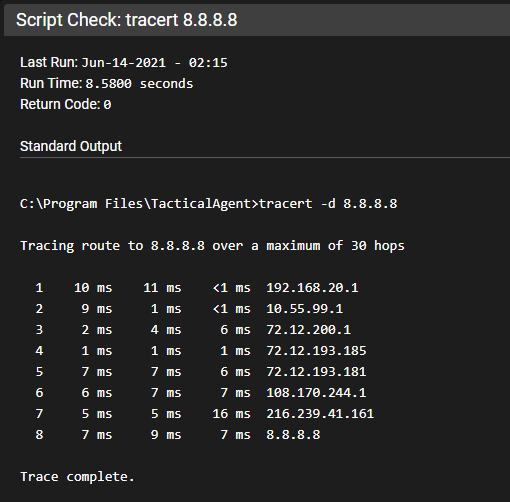 Script Check: tracert 8.8.8.8
Last Run: Jun-14-2021 - 02:15
Run Time: 8.5800 seconds
Return Code: 0
Standard Output
C:\Program Files\TacticalAgent>tracert -d 8.8.8.8
Tracing route to 8.8.8.8 over a maximum of 30 hops
1    10 ms    11 ms    <1 ms  192.168.20.1
2     9 ms     1 ms    <1 ms  10.55.99.1
3     2 ms     4 ms     6 ms  72.12.200.1
4     1 ms     1 ms     1 ms  72.12.193.185
5     7 ms     7 ms     6 ms  72.12.193.181
6     6 ms     7 ms     7 ms  108.170.244.1
7     5 ms     5 ms    16 ms  216.239.41.161
8     7 ms     9 ms     7 ms  8.8.8.8
Trace complete.